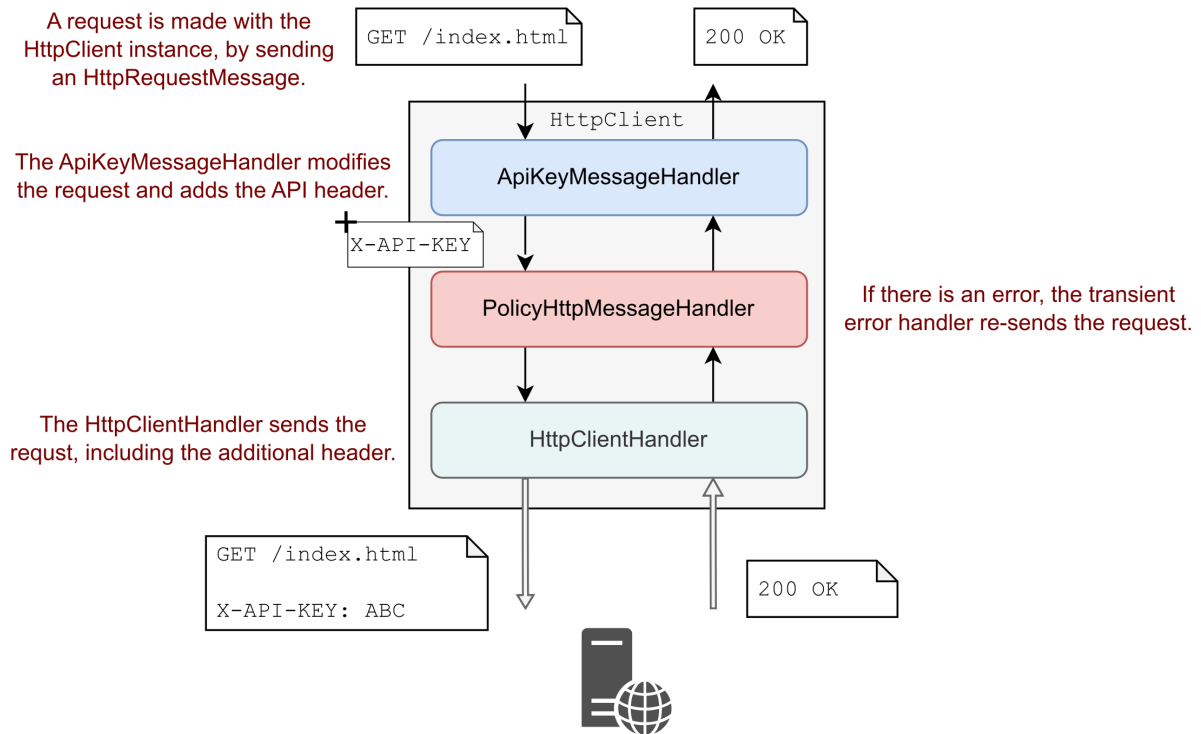 A request is made with the
HttpClient instance, by sending
an HttpRequestMessage.
GET /index.html
200 OK
HttpClient
The ApiKeyMessageHandler modifies
the request and adds the API header.
ApiKeyMessageHandler
X-API-KEY
PolicyHttpMessageHandler
If there is an error, the transient
error handler re-sends the request.
The HttpClientHandler sends the
requst, including the additional header.
HttpClientHandler
GET /index.html
X-API-KEY: ABC
200 OK